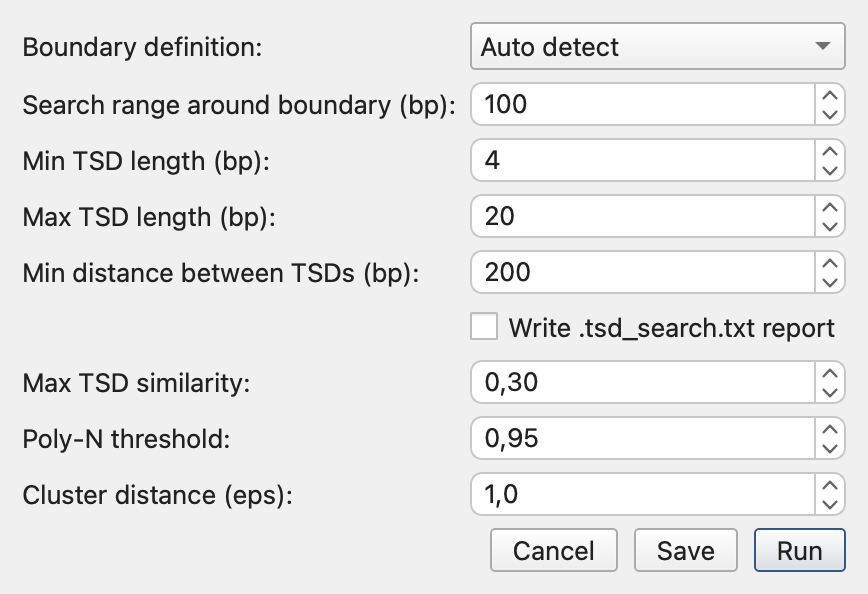 Boundary definition: Auto detect
Search range around boundary (bp): 100
Min TSD length (bp): 4
Max TSD length (bp): 20
Min distance between TSDs (bp): 200
Write .tsd_search.txt report
Max TSD similarity: 0,30
Poly-N threshold: 0,95
Cluster distance (eps): 1,0
Cancel Save Run